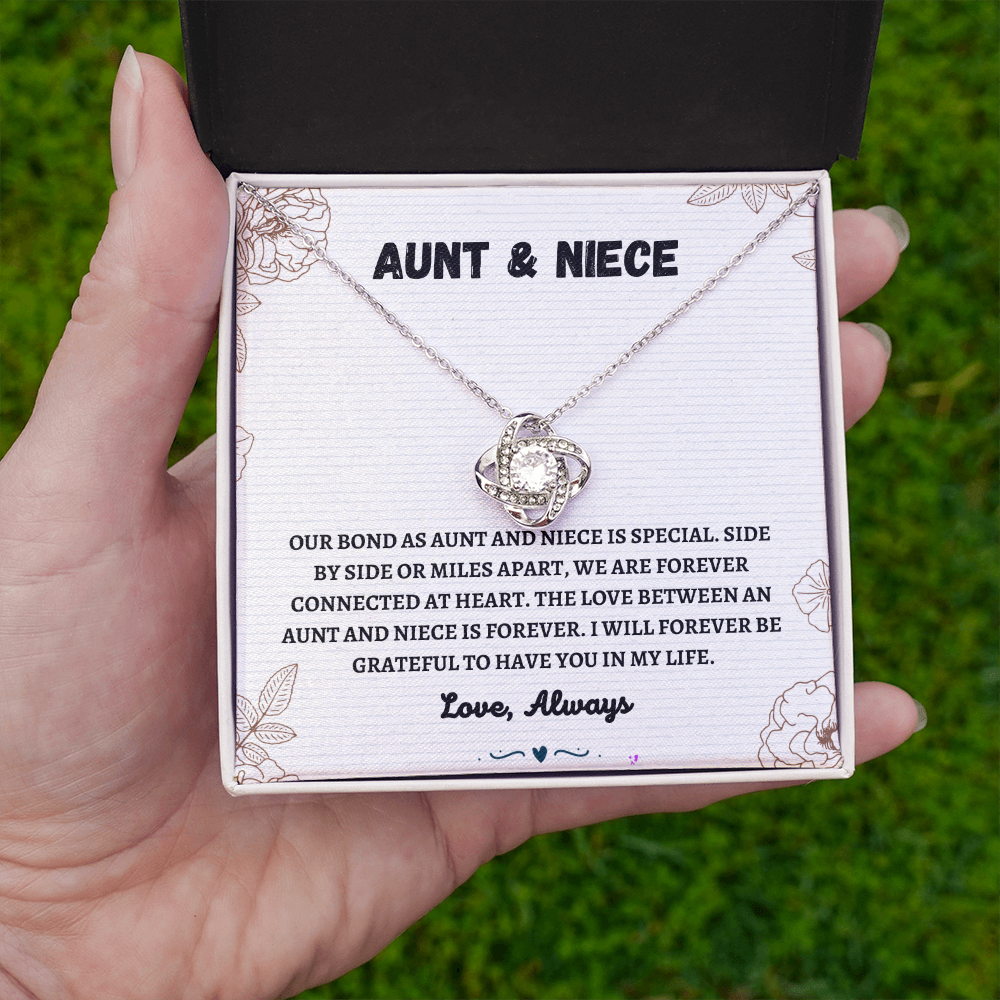 AUNT & NIECE
OUR BOND AS AUNT AND NIECE IS SPECIAL. SIDE
BY SIDE OR MILES APART, WE ARE FOREVER
CONNECTED AT HEART. THE LOVE BETWEEN AN
AUNT AND NIECE IS FOREVER. I WILL FOREVER BE
GRATEFUL TO HAVE YOU IN MY LIFE.
Love, Always